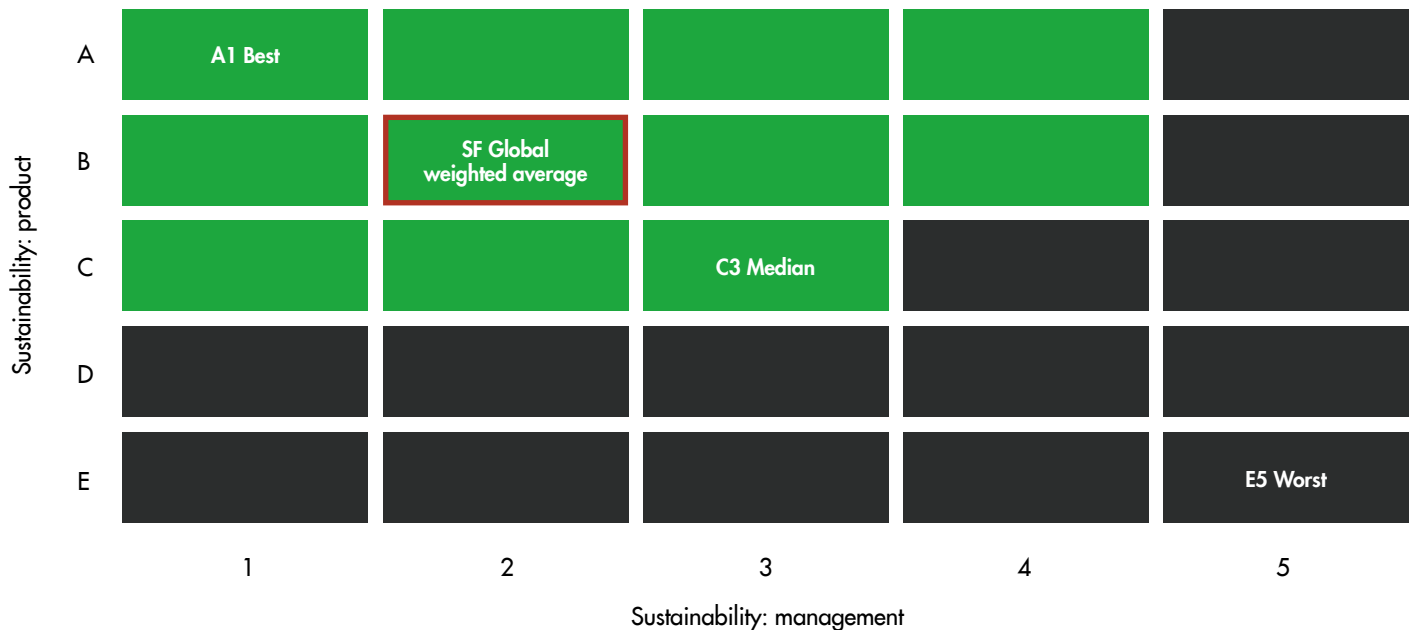 A
A1 Best
B
SF Global
weighted average
C
C3 Median
D
E
E5 Worst
Sustainability: product
1
2
3
4
5
Sustainability: management